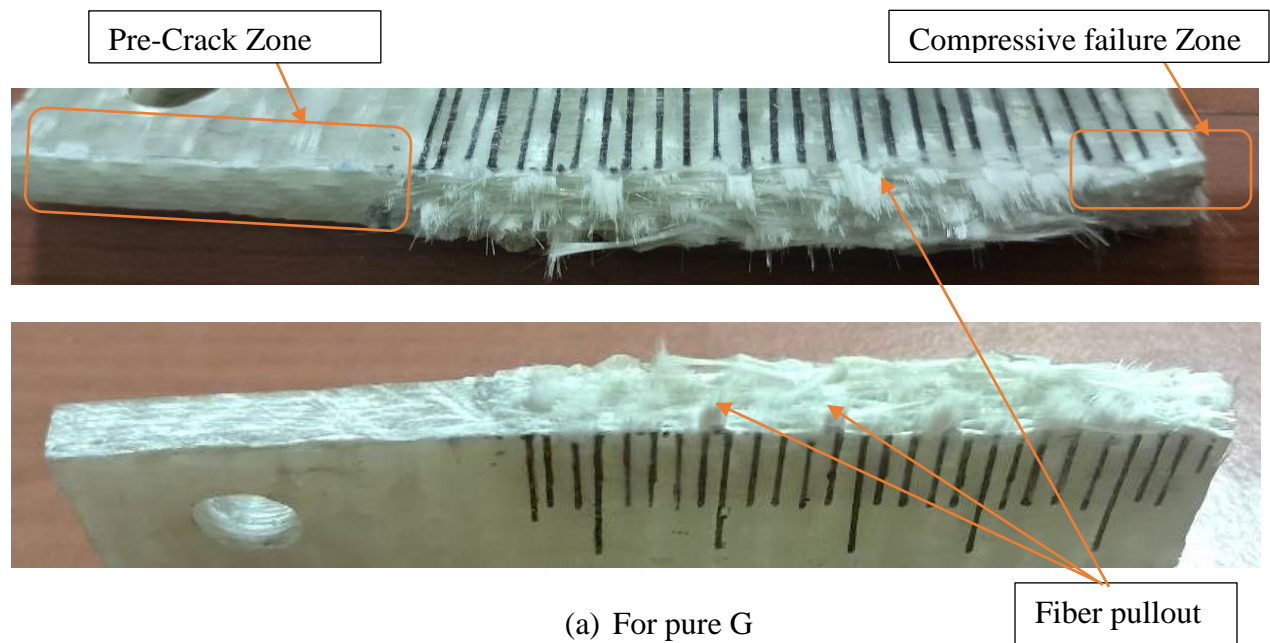 Pre-Crack Zone
Compressive failure Zone
Fiber pullout
(a) For pure G